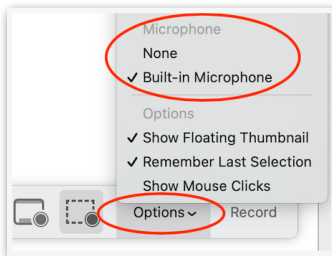 Microphone
None
✓ Built-in Microphone
Options
✓ Show Floating Thumbnail
✓ Remember Last Selection
Show Mouse Clicks
Options
Record